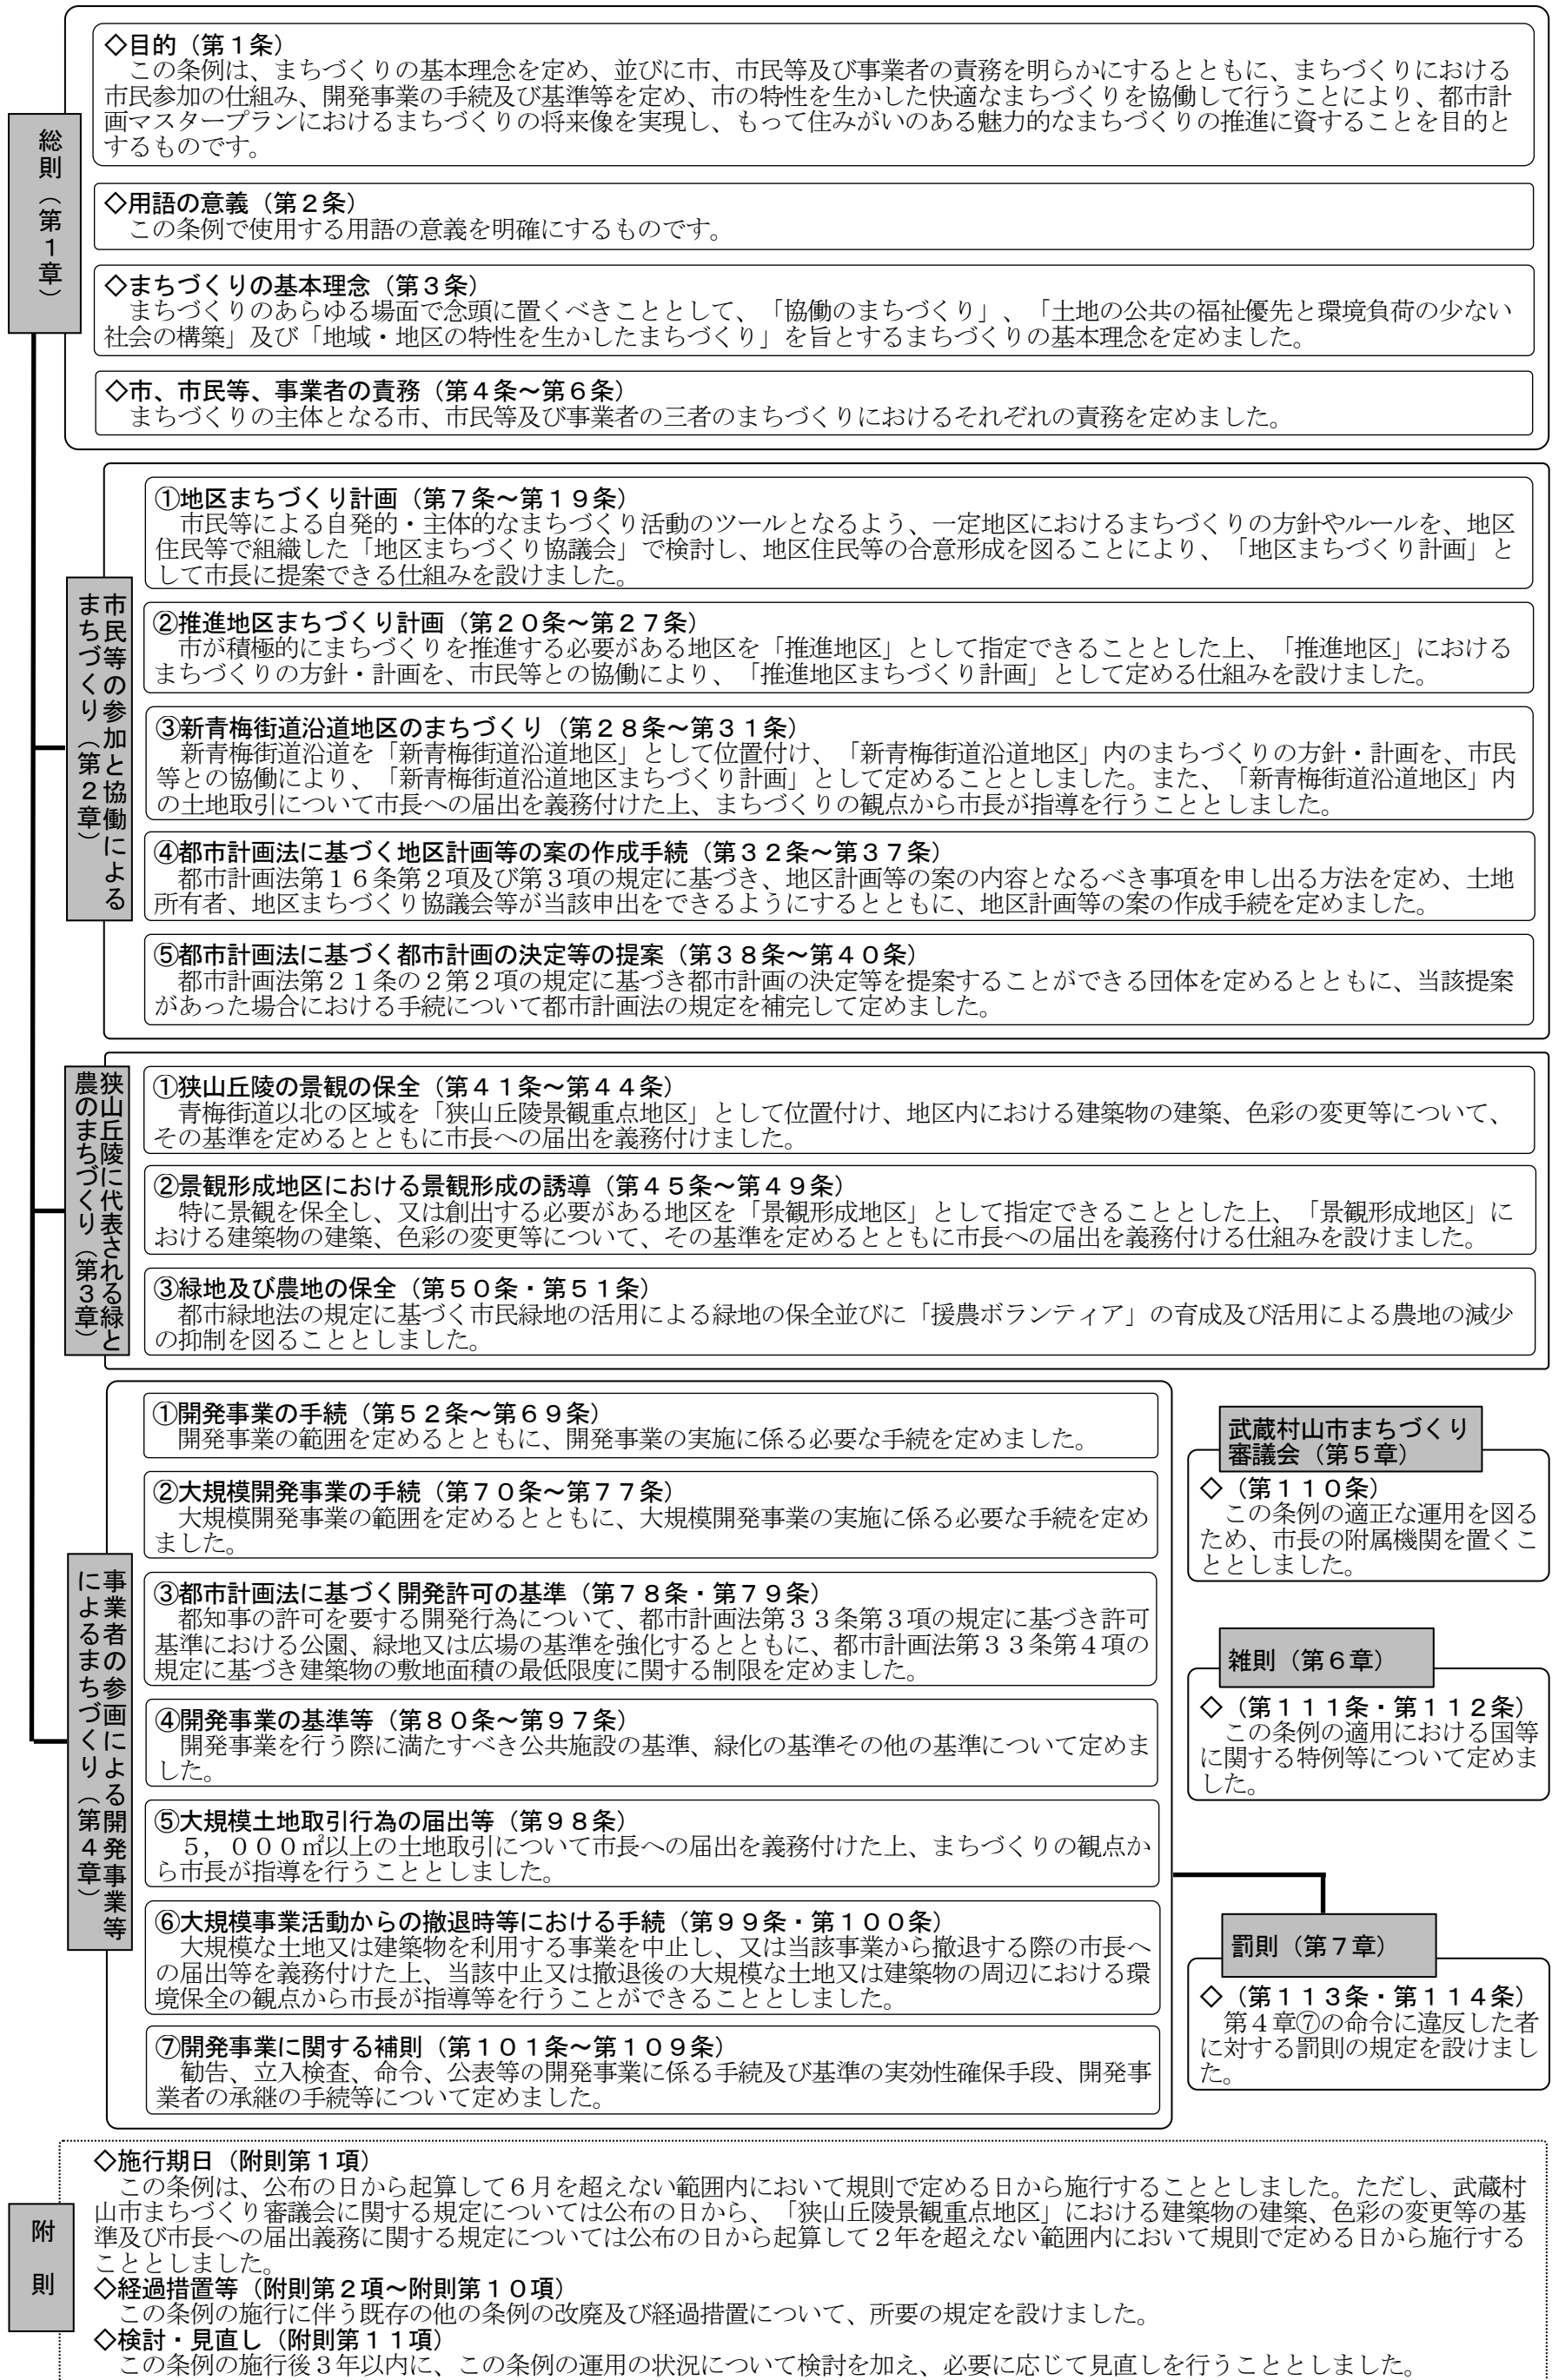 総則（第１章）
◇目的（第１条）
この条例は、まちづくりの基本理念を定め、並びに市、市民等及び事業者の責務を明らかにするとともに、まちづくりにおける
市民参加の仕組み、開発事業の手続及び基準等を定め、市の特性を生かした快適なまちづくりを協働して行うことにより、都市計
画マスタープランにおけるまちづくりの将来像を実現し、もって住みがいのある魅力的なまちづくりの推進に資することを目的と
するものです。
◇用語の意義（第２条）
この条例で使用する用語の意義を明確にするものです。
◇まちづくりの基本理念（第３条）
まちづくりのあらゆる場面で念頭に置くべきこととして、「協働のまちづくり」、「土地の公共の福祉優先と環境負荷の少ない
社会の構築」及び「地域・地区の特性を生かしたまちづくり」を旨とするまちづくりの基本理念を定めました。
◇市、市民等、事業者の責務（第４条～第６条）
まちづくりの主体となる市、市民等及び事業者の三者のまちづくりにおけるそれぞれの責務を定めました。
市民等の参加と協働による
まちづくり（第２章）
①地区まちづくり計画（第７条～第１９条）
市民等による自発的・主体的なまちづくり活動のツールとなるよう、一定地区におけるまちづくりの方針やルールを、地区
住民等で組織した「地区まちづくり協議会」で検討し、地区住民等の合意形成を図ることにより、「地区まちづくり計画」と
して市長に提案できる仕組みを設けました。
②推進地区まちづくり計画（第２０条～第２７条）
市が積極的にまちづくりを推進する必要がある地区を「推進地区」として指定できることとした上、「推進地区」における
まちづくりの方針・計画を、市民等との協働により、「推進地区まちづくり計画」として定める仕組みを設けました。
③新青梅街道沿道地区のまちづくり（第２８条～第３１条）
新青梅街道沿道を「新青梅街道沿道地区」として位置付け、「新青梅街道沿道地区」内のまちづくりの方針・計画を、市民
等との協働により、「新青梅街道沿道地区まちづくり計画」として定めることとしました。また、「新青梅街道沿道地区」内
の土地取引について市長への届出を義務付けた上、まちづくりの観点から市長が指導を行うこととしました。
④都市計画法に基づく地区計画等の案の作成手続（第３２条～第３７条）
都市計画法第１６条第２項及び第３項の規定に基づき、地区計画等の案の内容となるべき事項を申し出る方法を定め、土地
所有者、地区まちづくり協議会等が当該申出をできるようにするとともに、地区計画等の案の作成手続を定めました。
⑤都市計画法に基づく都市計画の決定等の提案（第３８条～第４０条）
都市計画法第２１条の２第２項の規定に基づき都市計画の決定等を提案することができる団体を定めるとともに、当該提案
があった場合における手続について都市計画法の規定を補完して定めました。
狭山丘陵に代表される緑と
農のまちづくり（第３章）
①狭山丘陵の景観の保全（第４１条～第４４条）
青梅街道以北の区域を「狭山丘陵景観重点地区」として位置付け、地区内における建築物の建築、色彩の変更等について、
その基準を定めるとともに市長への届出を義務付けました。
②景観形成地区における景観形成の誘導（第４５条～第４９条）
特に景観を保全し、又は創出する必要がある地区を「景観形成地区」として指定できることとした上、「景観形成地区」に
おける建築物の建築、色彩の変更等について、その基準を定めるとともに市長への届出を義務付ける仕組みを設けました。
③緑地及び農地の保全（第５０条・第５１条）
都市緑地法の規定に基づく市民緑地の活用による緑地の保全並びに「援農ボランティア」の育成及び活用による農地の減少
の抑制を図ることとしました。
事業者の参画による開発事業等
によるまちづくり（第４章）
①開発事業の手続（第５２条～第６９条）
開発事業の範囲を定めるとともに、開発事業の実施に係る必要な手続を定めました。
②大規模開発事業の手続（第７０条～第７７条）
大規模開発事業の範囲を定めるとともに、大規模開発事業の実施に係る必要な手続を定め
ました。
③都市計画法に基づく開発許可の基準（第７８条・第７９条）
都知事の許可を要する開発行為について、都市計画法第３３条第３項の規定に基づき許可
基準における公園、緑地又は広場の基準を強化するとともに、都市計画法第３３条第４項の
規定に基づき建築物の敷地面積の最低限度に関する制限を定めました。
④開発事業の基準等（第８０条～第９７条）
開発事業を行う際に満たすべき公共施設の基準、緑化の基準その他の基準について定めま
した。
⑤大規模土地取引行為の届出等（第９８条）
５，０００㎡以上の土地取引について市長への届出を義務付けた上、まちづくりの観点か
ら市長が指導を行うこととしました。
⑥大規模事業活動からの撤退時等における手続（第９９条・第１００条）
大規模な土地又は建築物を利用する事業を中止し、又は当該事業から撤退する際の市長へ
の届出等を義務付けた上、当該中止又は撤退後の大規模な土地又は建築物の周辺における環
境保全の観点から市長が指導等を行うことができることとしました。
⑦開発事業に関する補則（第１０１条～第１０９条）
勧告、立入検査、命令、公表等の開発事業に係る手続及び基準の実効性確保手段、開発事
業者の承継の手続等について定めました。
武蔵村山市まちづくり
審議会（第５章）
◇（第１１０条）
この条例の適正な運用を図る
ため、市長の附属機関を置くこ
ととしました。
雑則（第６章）
◇（第１１１条・第１１２条）
この条例の適用における国等
に関する特例等について定めま
した。
罰則（第７章）
◇（第１１３条・第１１４条）
第４章⑦の命令に違反した者
に対する罰則の規定を設けまし
た。
附則
◇施行期日（附則第１項）
この条例は、公布の日から起算して６月を超えない範囲内において規則で定める日から施行することとしました。ただし、武蔵村
山市まちづくり審議会に関する規定については公布の日から、「狭山丘陵景観重点地区」における建築物の建築、色彩の変更等の基
準及び市長への届出義務に関する規定については公布の日から起算して２年を超えない範囲内において規則で定める日から施行する
こととしました。
◇経過措置等（附則第２項～附則第１０項）
この条例の施行に伴う既存の他の条例の改廃及び経過措置について、所要の規定を設けました。
◇検討・見直し（附則第１１項）
この条例の施行後３年以内に、この条例の運用の状況について検討を加え、必要に応じて見直しを行うこととしました。